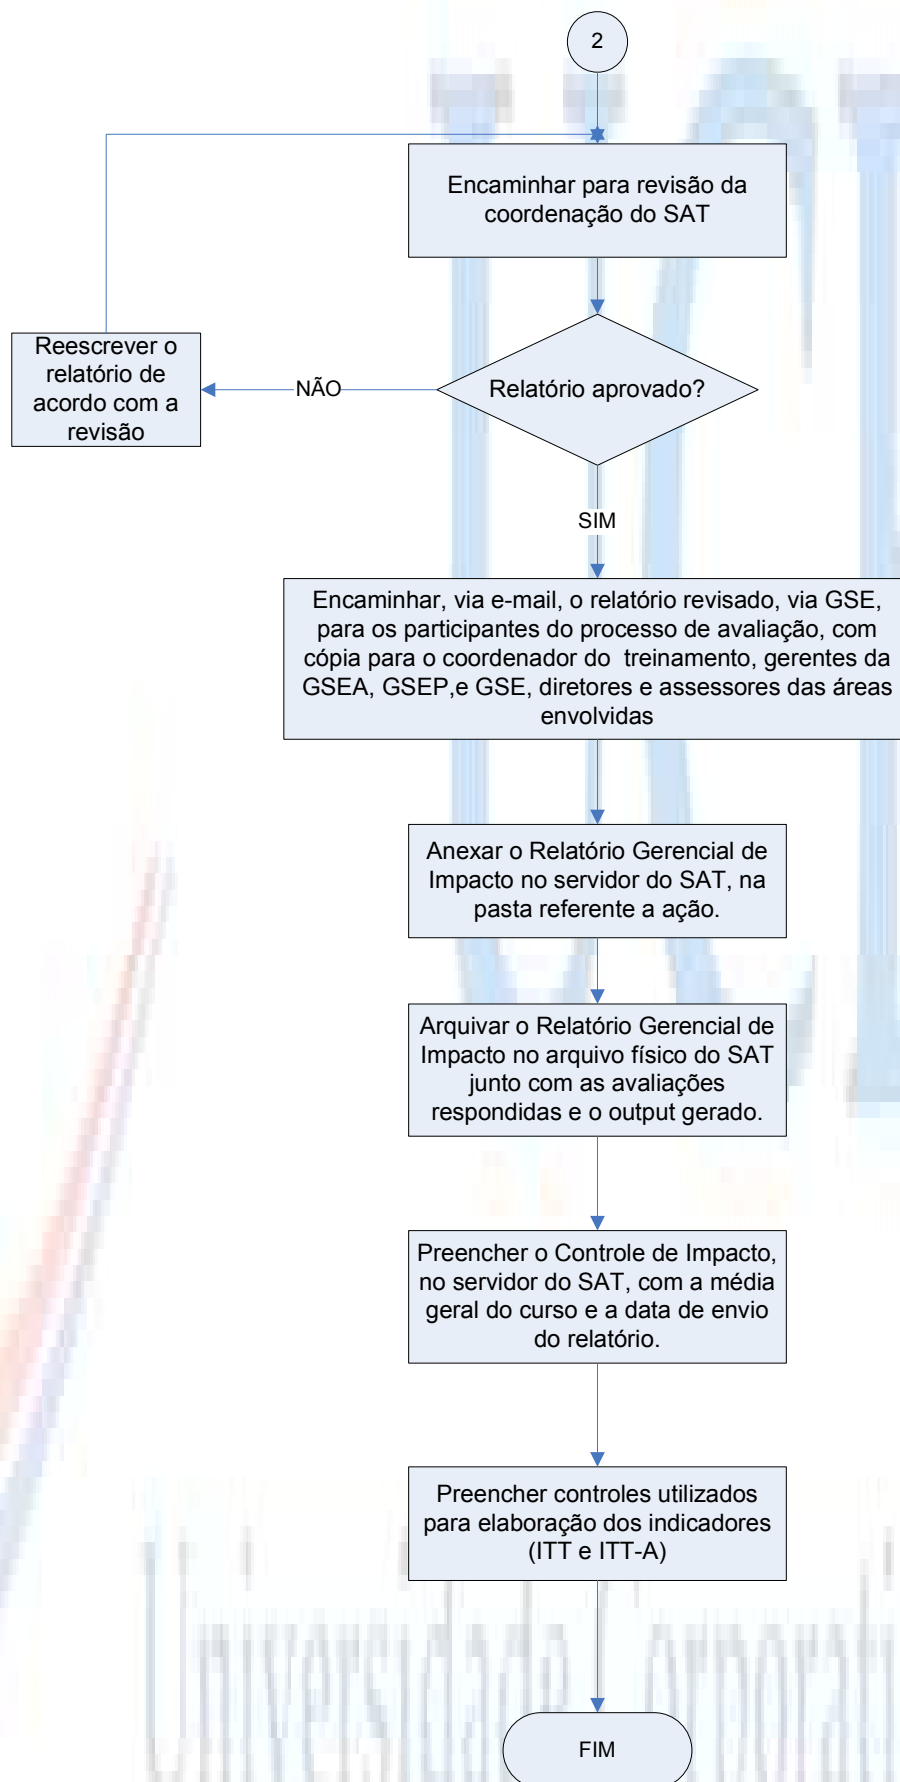 2
Encaminhar para revisão da
coordenação do SAT
Reescrever o
relatório de
acordo com a
revisão
NÃO
Relatório aprovado?
SIM
Encaminhar, via e-mail, o relatório revisado, via GSE,
para os participantes do processo de avaliação, com
cópia para o coordenador do  treinamento, gerentes da
GSEA, GSEP,e GSE, diretores e assessores das áreas
envolvidas
Anexar o Relatório Gerencial de
Impacto no servidor do SAT, na
pasta referente a ação.
Arquivar o Relatório Gerencial de
Impacto no arquivo físico do SAT
junto com as avaliações
respondidas e o output gerado.
Preencher o Controle de Impacto,
no servidor do SAT, com a média
geral do curso e a data de envio
do relatório.
Preencher controles utilizados
para elaboração dos indicadores
(ITT e ITT-A)
Universidade Corporati
FIM